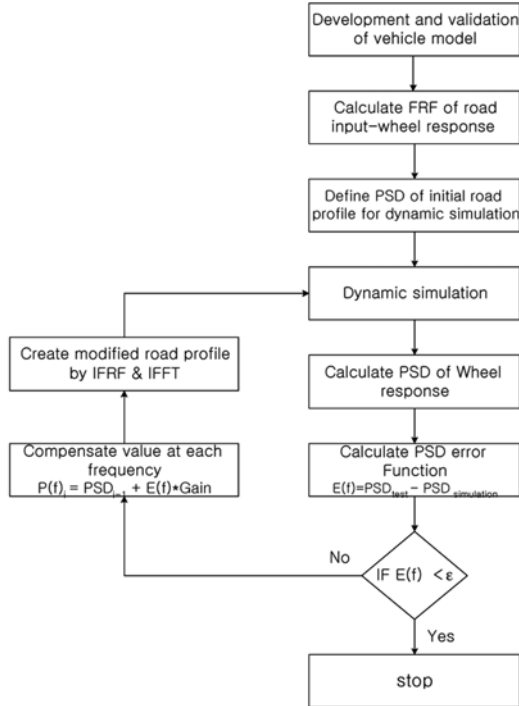 Development and validation
of vehicle model
Calculate FRF of road
input-wheel response
Define PSD of initial road
profile for dynamic simulation
Dynamic simulation
Create modified road profile
by IFRF & IFFT
Calculate PSD of Wheel
response
Compensate value at each
frequency
P(f)i = PSDi-1 + E(f)*Gain
Calculate PSD error
Function
E(f)=PSDtest - PSDsimulation
No
IF E(f) <ε
Yes
stop